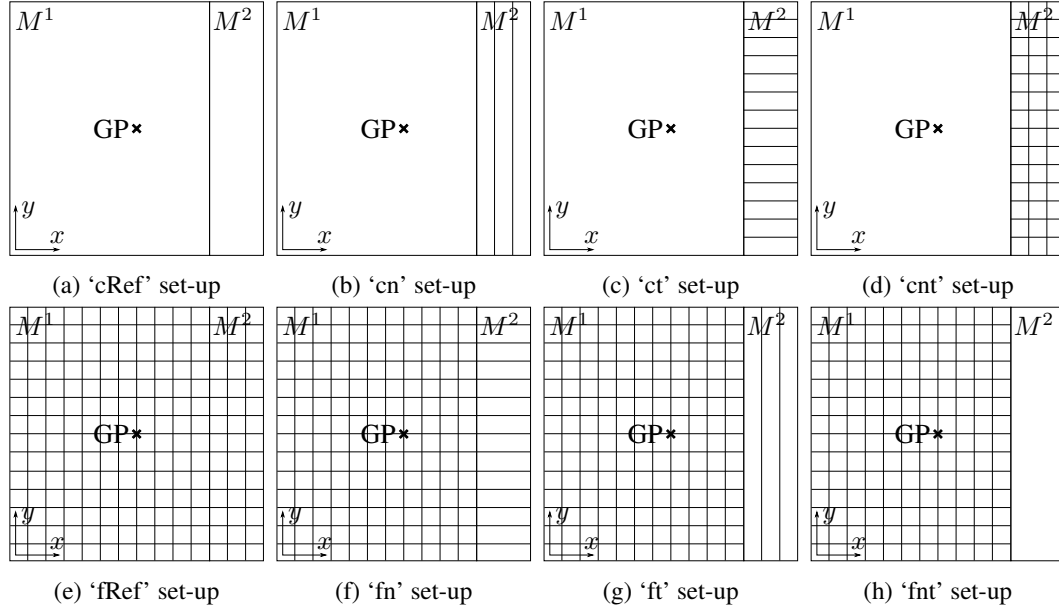 M¹ M² M¹ M² M¹ M² M¹ M²
GP GP GP GP
y y y y
x x x x
(a) ‘cRef’ set-up (b) ‘cn’ set-up (c) ‘ct’ set-up (d) ‘cnt’ set-up
M¹ M² M¹ M² M¹ M² M¹ M²
GP GP GP GP
y y y y
x x x x
(e) ‘fRef’ set-up (f) ‘fn’ set-up (g) ‘ft’ set-up (h) ‘fnt’ set-up